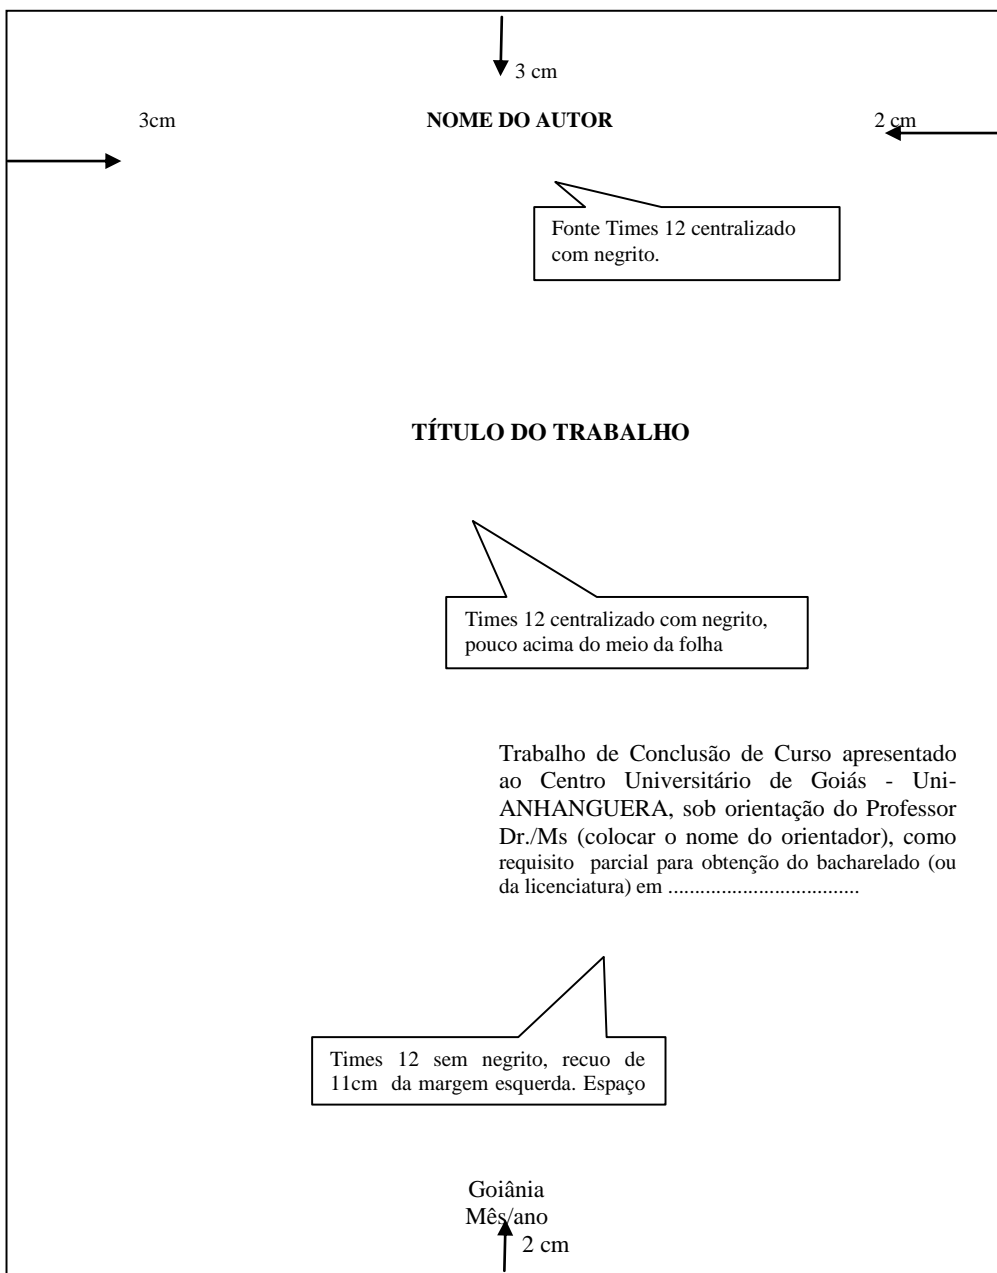 3 cm
3cm NOME DO AUTOR 2 cm
Fonte Times 12 centralizado
com negrito.
TÍTULO DO TRABALHO
Times 12 centralizado com negrito,
pouco acima do meio da folha
Trabalho de Conclusão de Curso apresentado
ao Centro Universitário de Goiás - Uni-
ANHANGUERA, sob orientação do Professor
Dr./Ms (colocar o nome do orientador), como
requisito parcial para obtenção do bacharelado (ou
da licenciatura) em ....................................
Times 12 sem negrito, recuo de
11cm da margem esquerda. Espaço
Goiânia
Mês/ano
2 cm